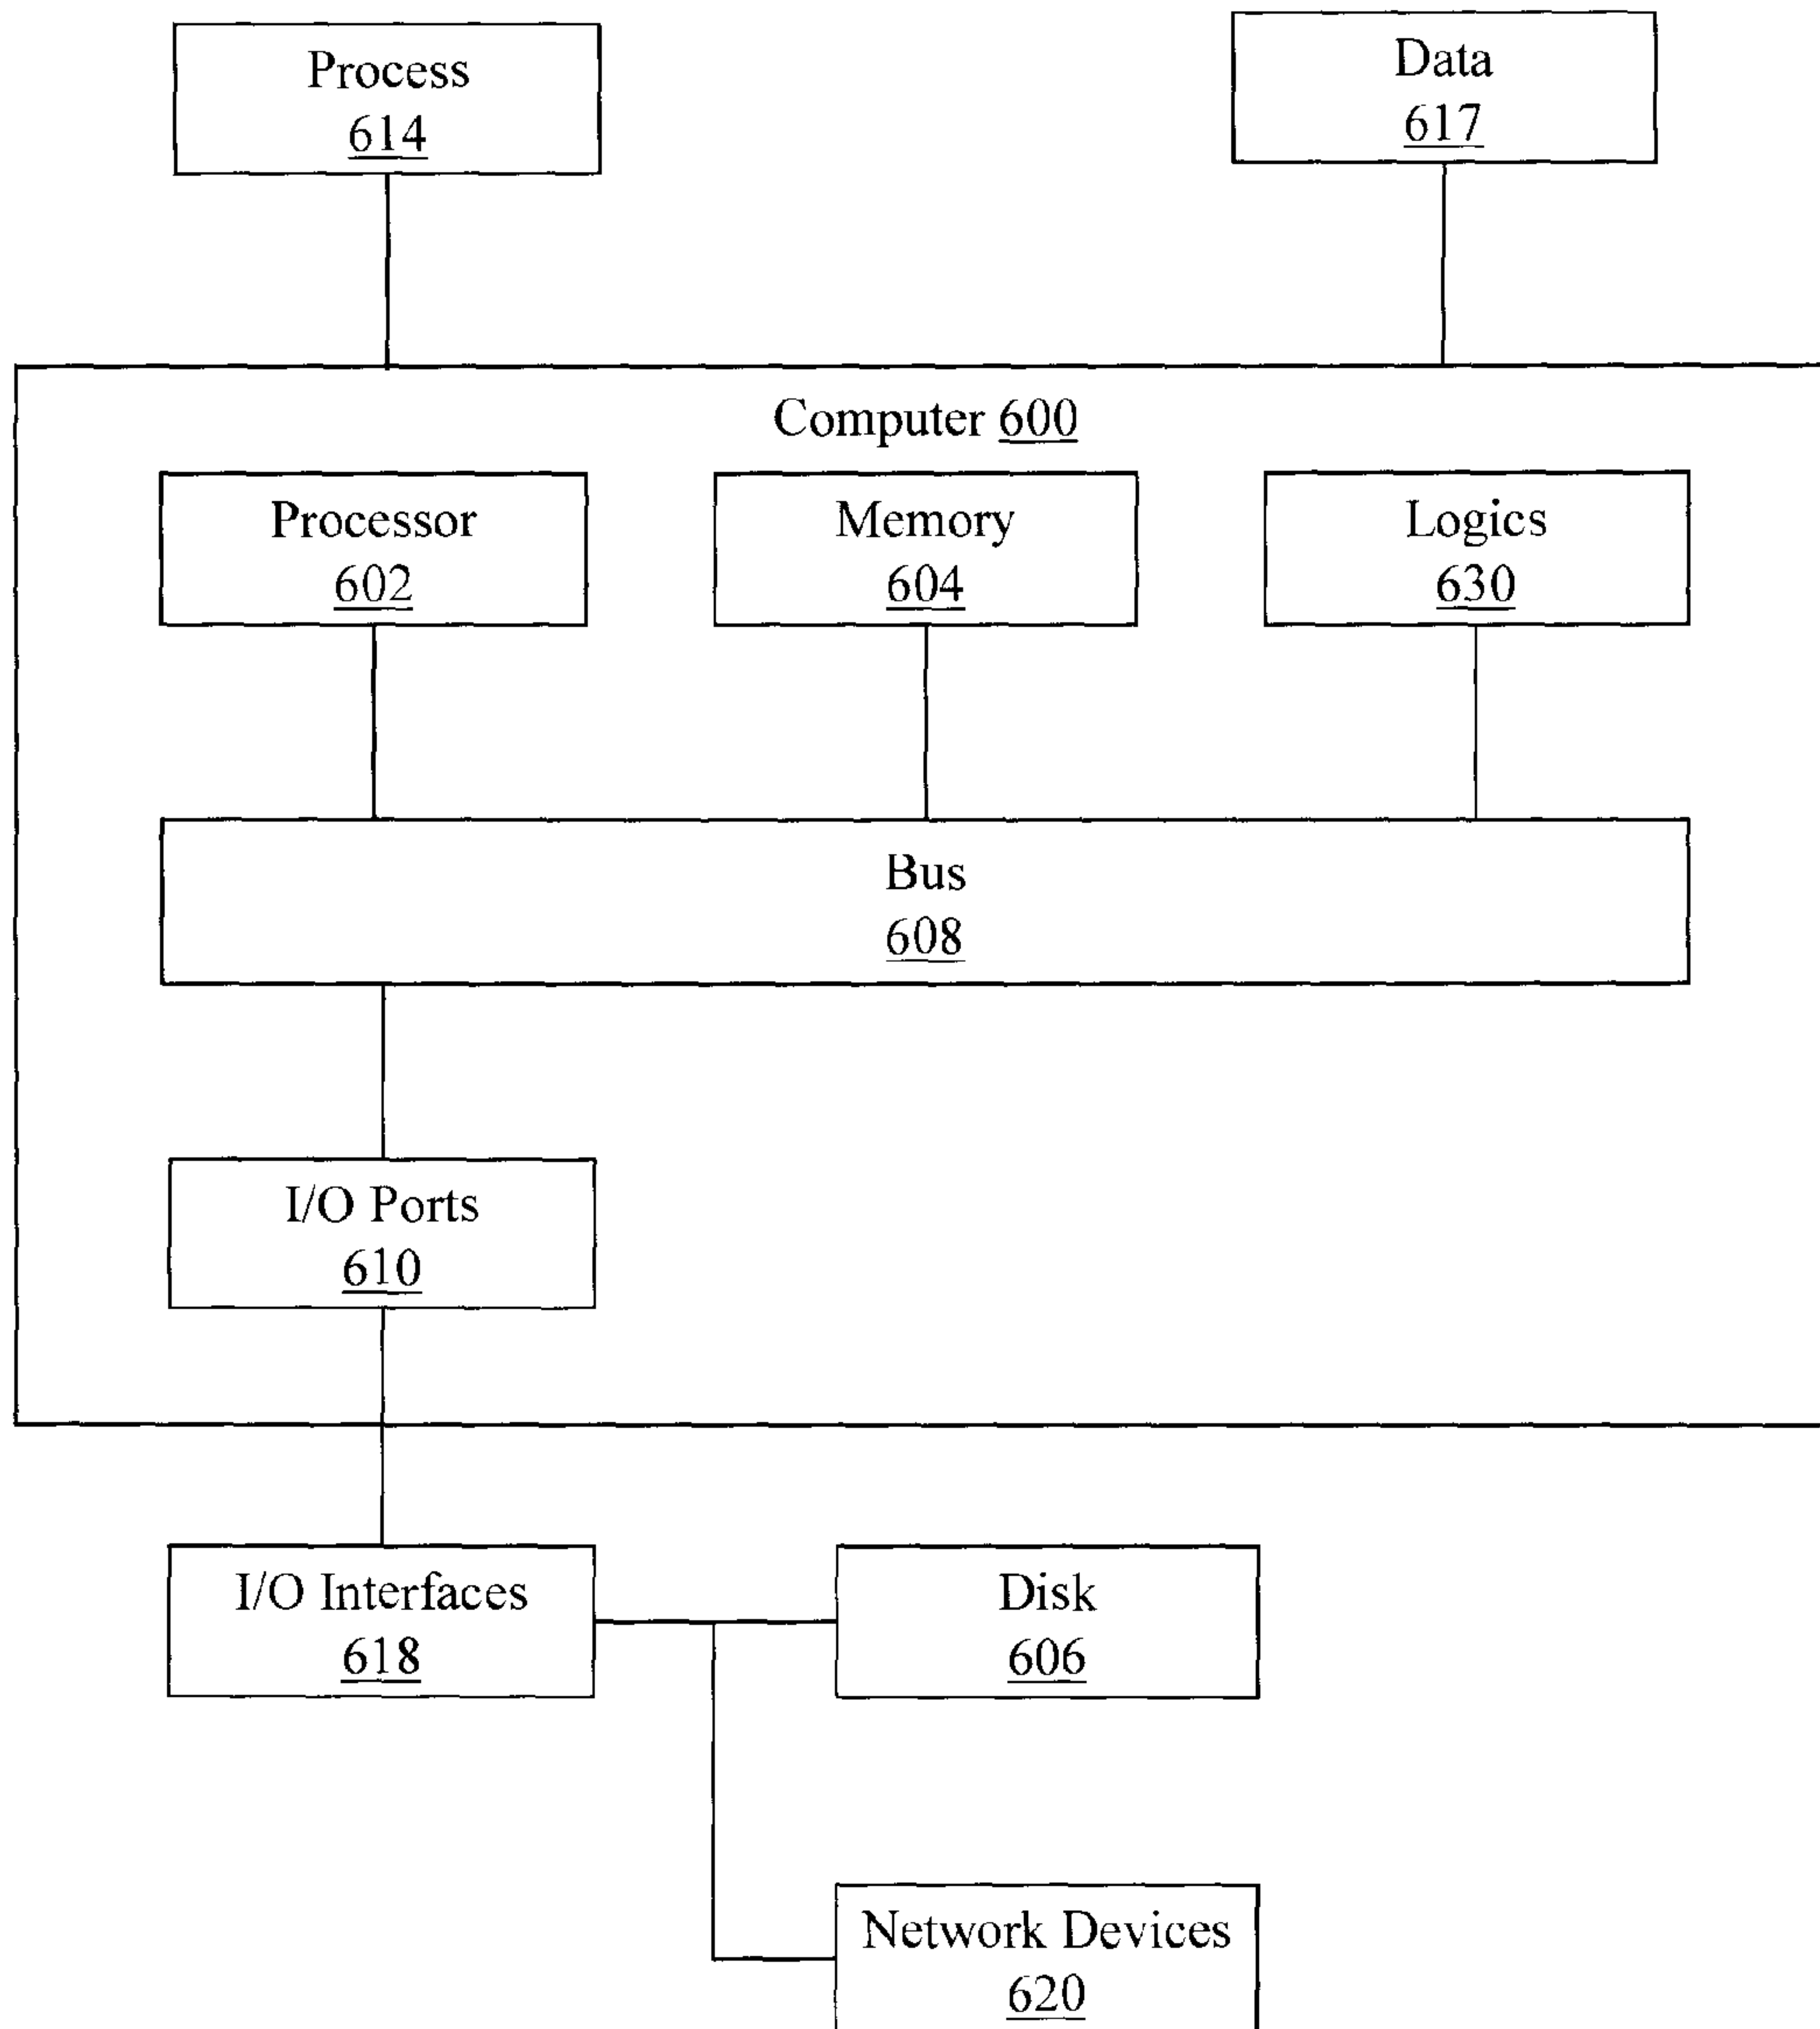 Process
614
Data
617
Computer 600
Processor
602
Memory
604
Logics
630
Bus
608
I/O Ports
610
I/O Interfaces
618
Disk
606
Network Devices
620